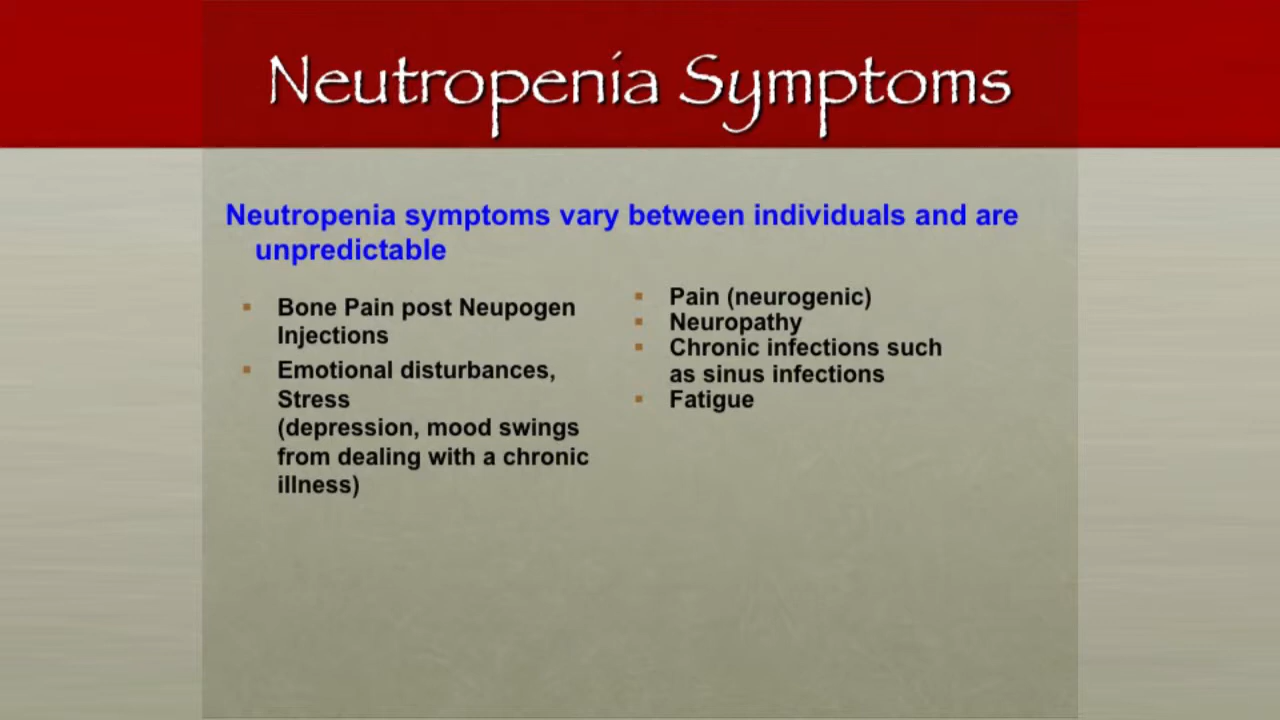 Neutropenia Symptoms
Neutropenia symptoms vary between individuals and are
unpredictable
Bone Pain post Neupogen
Injections
Emotional disturbances,
Stress
(depression, mood swings
from dealing with a chronic
illness)
Pain (neurogenic)
Neuropathy
Chronic infections such
as sinus infections
Fatigue